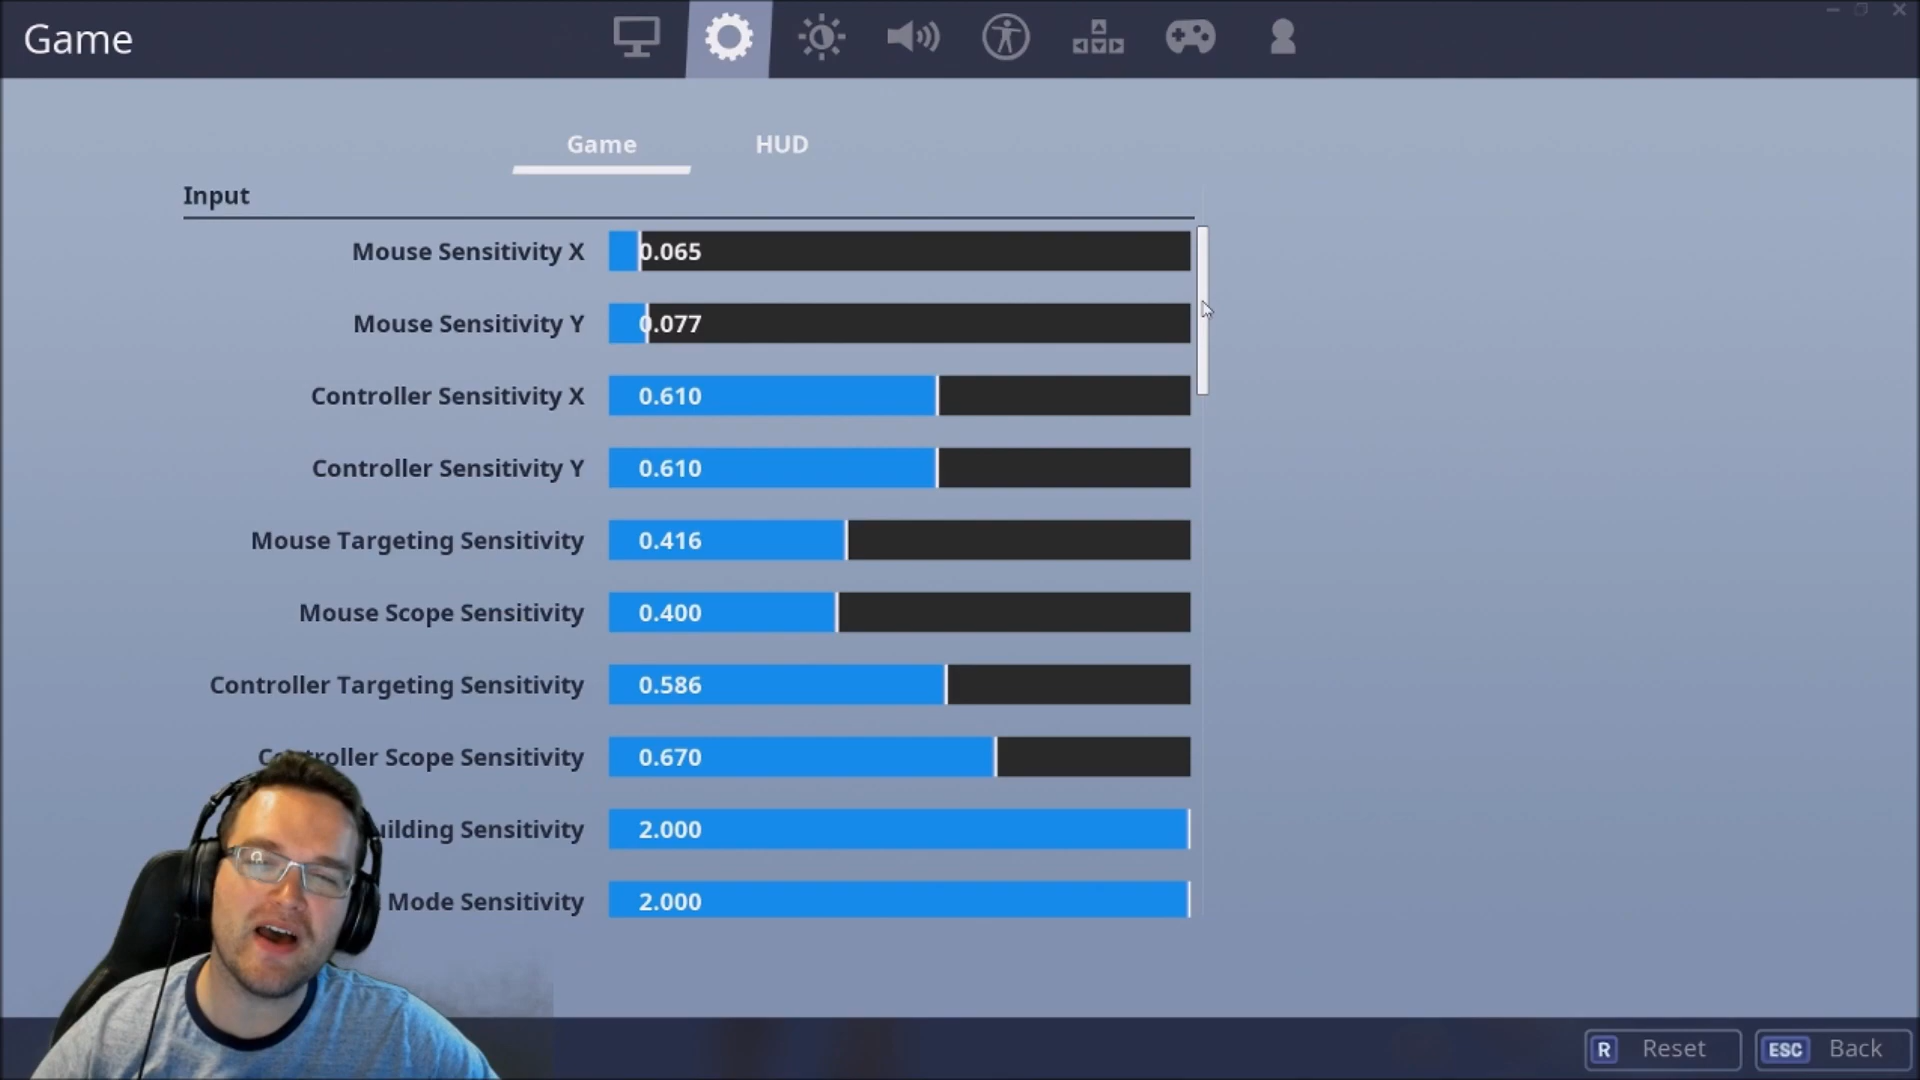 Game
Game HUD
Input
Mouse Sensitivity X 0.065
Mouse Sensitivity Y 0.077
Controller Sensitivity X 0.610
Controller Sensitivity Y 0.610
Mouse Targeting Sensitivity 0.416
Mouse Scope Sensitivity 0.400
Controller Targeting Sensitivity 0.586
Controller Scope Sensitivity 0.670
uilding Sensitivity 2.000
Mode Sensitivity 2.000
R Reset ESC Back